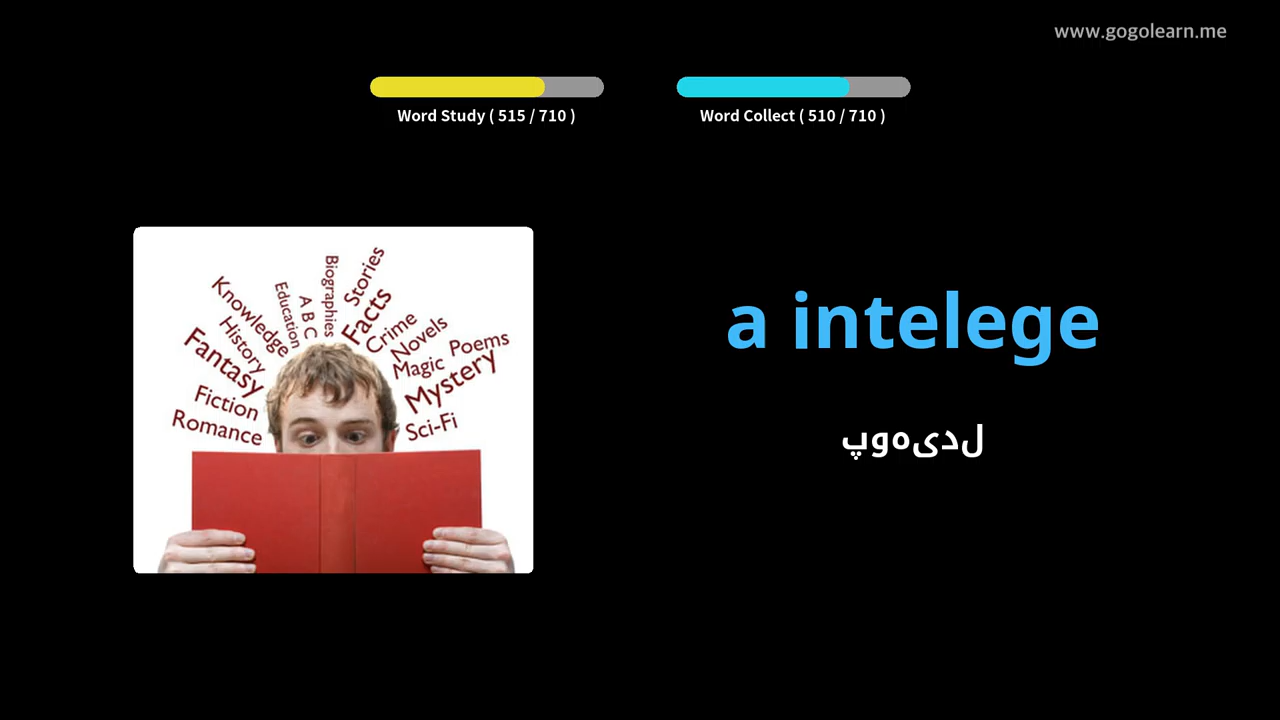 www.gogolearn.me
Word Study ( 515 / 710 )
Word Collect ( 510 / 710 )
Biographies
Stories
Education
A B C
Facts
Knowledge
Crime
History
Novels
Poems
Fantasy
Magic
Mystery
Fiction
Romance
Sci-Fi
a intelege
لدیهوپ